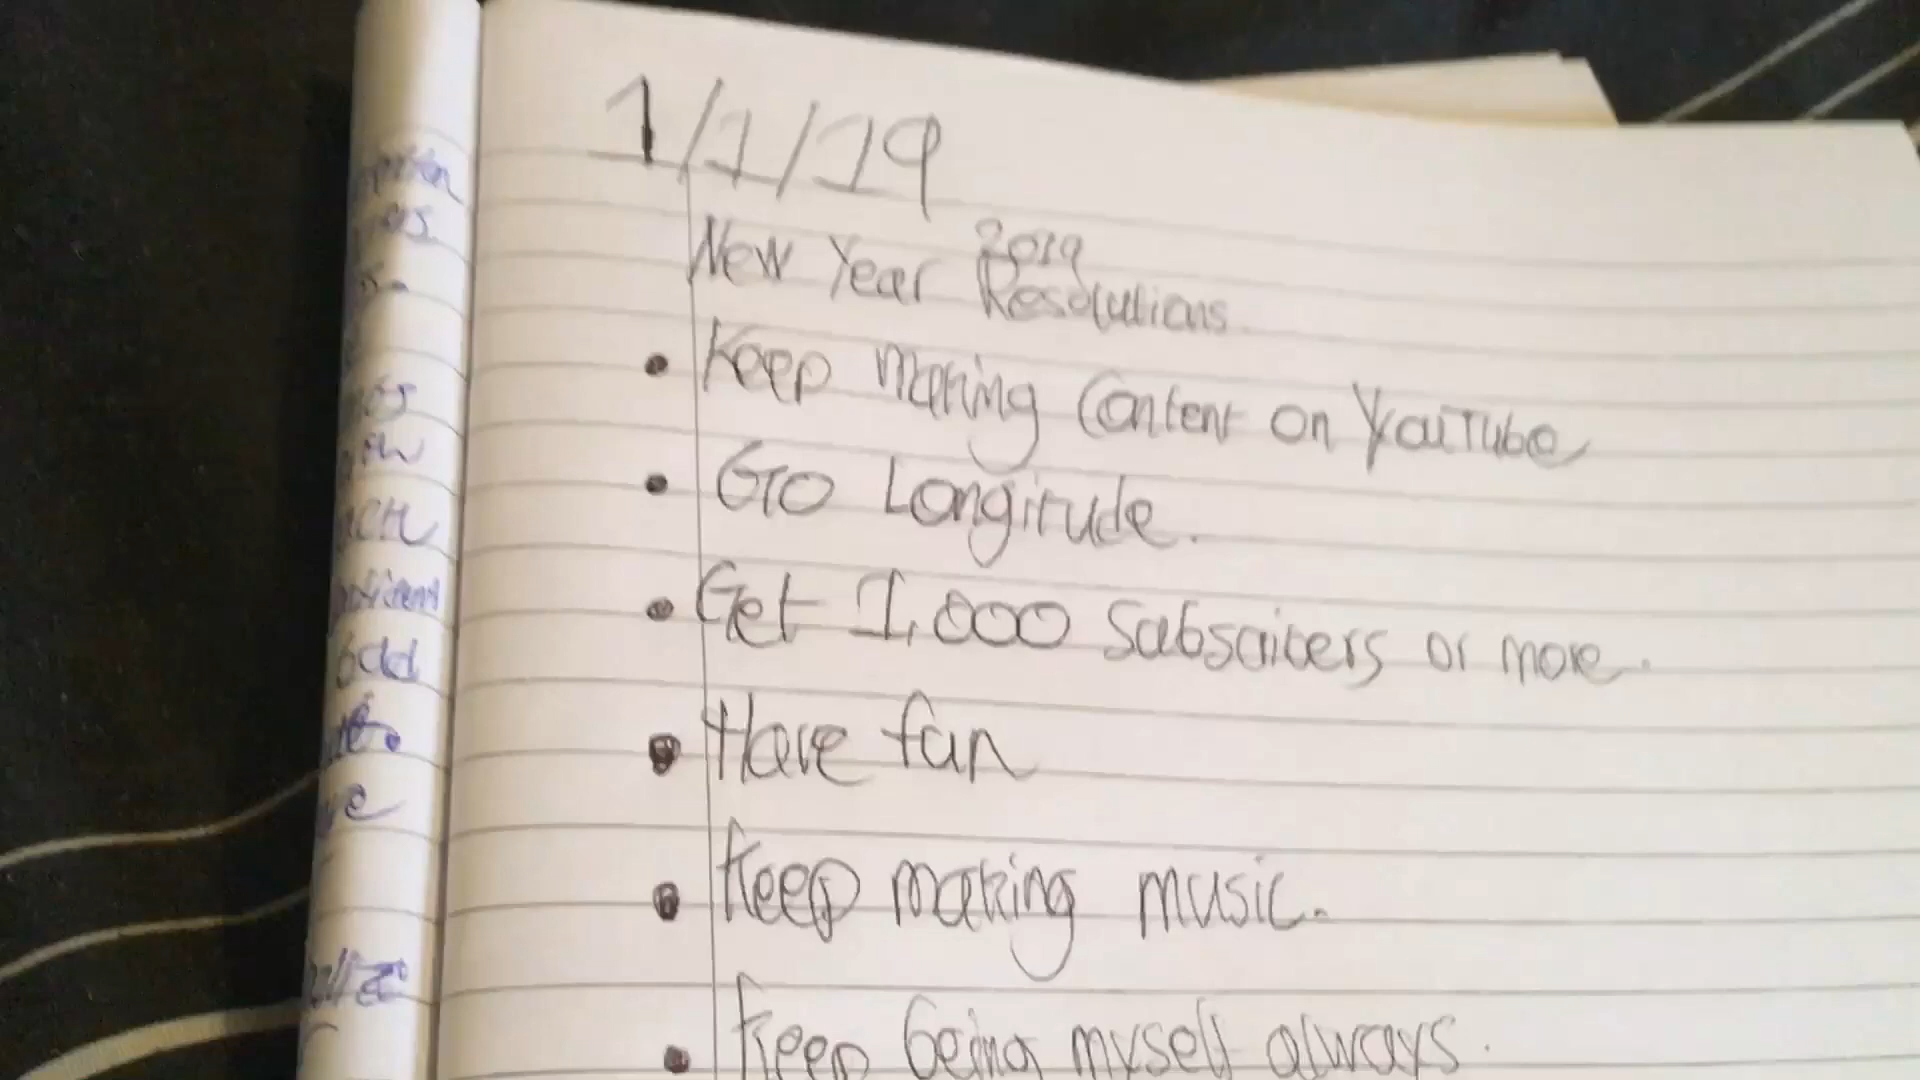 1/1/19
2019
New Year Resolutions
• Keep making Content on YouTube
• Go Longitude.
• Get 1,000 Subscribers or more.
• Have fun
• Keep making music.
• Keep being myself always.